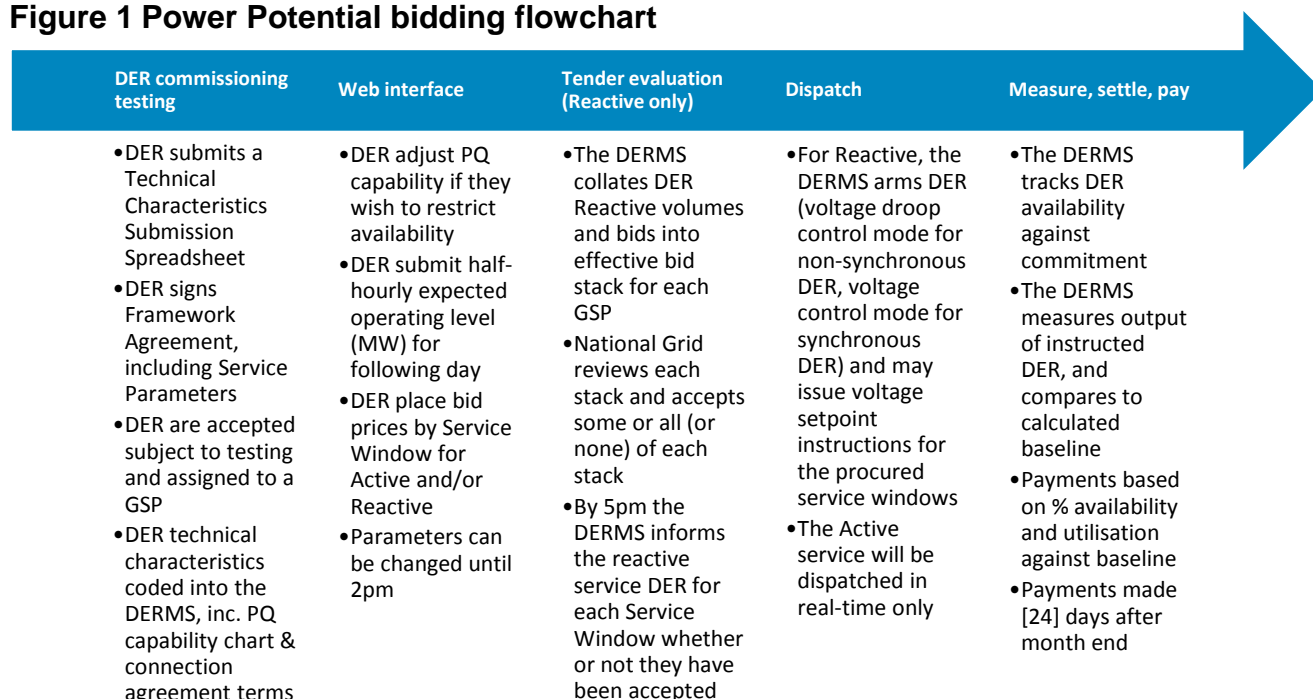 Figure 1 Power Potential bidding flowchart
DER commissioning
testing
•DER submits a
Technical
Characteristics
Submission
Spreadsheet
•DER signs
Framework
Agreement,
including Service
Parameters
•DER are accepted
subject to testing
and assigned to a
GSP
•DER technical
characteristics
coded into the
DERMS, inc. PQ
capability chart &
connection
agreement terms
Web interface
•DER adjust PQ
capability if they
wish to restrict
availability
•DER submit half-
hourly expected
operating level
(MW) for
following day
•DER place bid
prices by Service
Window for
Active and/or
Reactive
•Parameters can
be changed until
2pm
Tender evaluation
(Reactive only)
•The DERMS
collates DER
Reactive volumes
and bids into
effective bid
stack for each
GSP
•National Grid
reviews each
stack and accepts
some or all (or
none) of each
stack
•By 5pm the
DERMS informs
the reactive
service DER for
each Service
Window whether
or not they have
been accepted
Dispatch
•For Reactive, the
DERMS arms DER
(voltage droop
control mode for
non-synchronous
DER, voltage
control mode for
synchronous
DER) and may
issue voltage
setpoint
instructions for
the procured
service windows
•The Active
service will be
dispatched in
real-time only
Measure, settle, pay
•The DERMS
tracks DER
availability
against
commitment
•The DERMS
measures output
of instructed
DER, and
compares to
calculated
baseline
•Payments based
on % availability
and utilisation
against baseline
•Payments made
[24] days after
month end